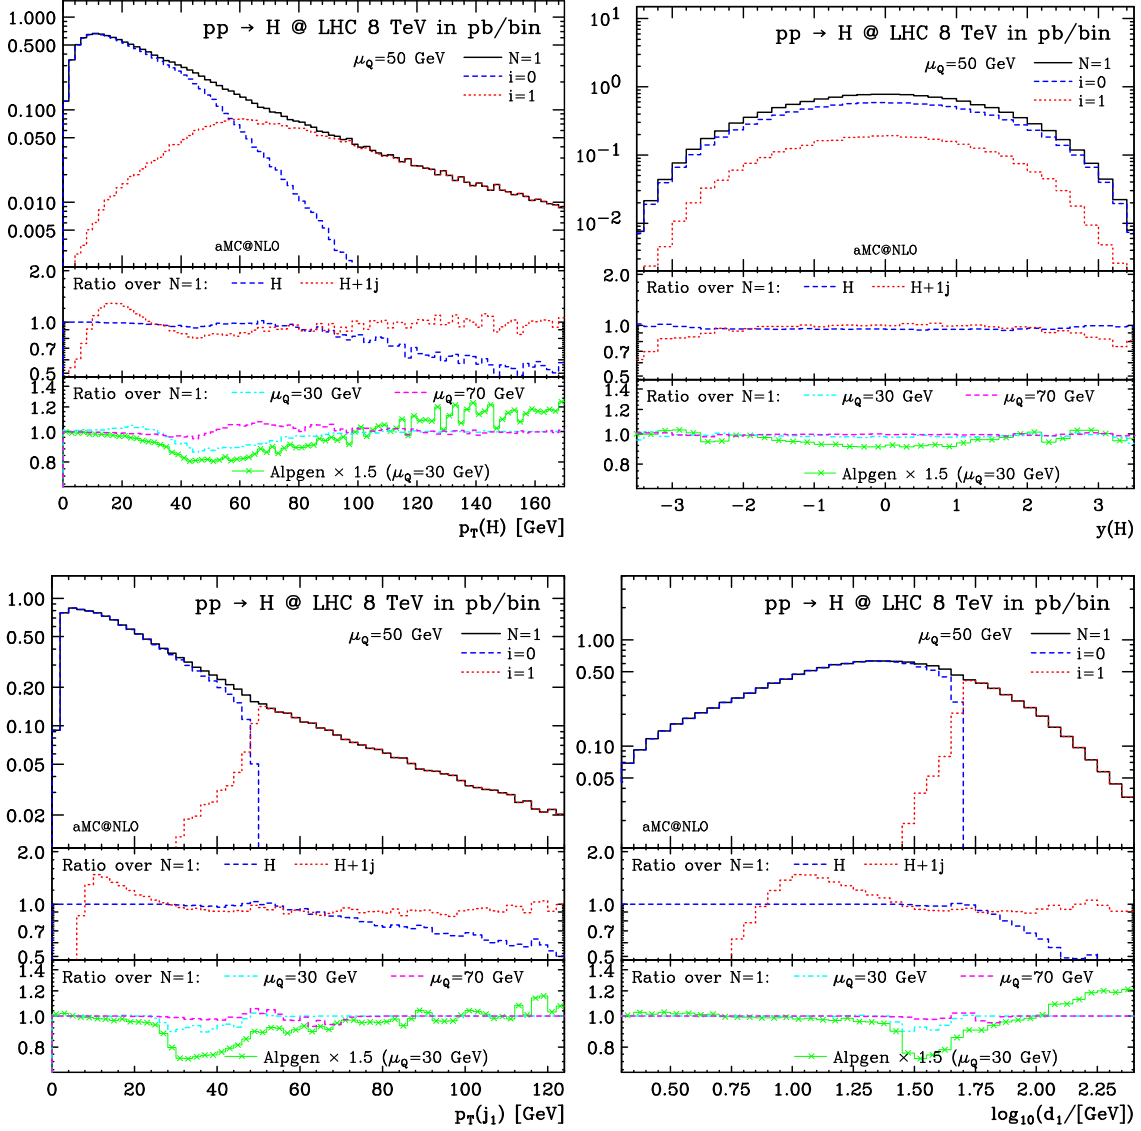 pp → H @ LHC 8 TeV in pb/bin
μQ=50 GeV N=1
i=0
i=1
1.000
0.500
0.100
0.050
0.010
0.005
aMC@NLO
2.0
1.0
0.7
0.5
Ratio over N=1: H H+1j
1.4
1.2
1.0
0.8
Ratio over N=1: μQ=30 GeV μQ=70 GeV
Alpgen × 1.5 (μQ=30 GeV)
0 20 40 60 80 100 120 140 160
pT(H) [GeV]
pp → H @ LHC 8 TeV in pb/bin
μQ=50 GeV N=1
i=0
i=1
10^1
10^0
10^-1
10^-2
aMC@NLO
2.0
1.0
0.7
0.5
Ratio over N=1: H H+1j
1.4
1.2
1.0
0.8
Ratio over N=1: μQ=30 GeV μQ=70 GeV
Alpgen × 1.5 (μQ=30 GeV)
−3 −2 −1 0 1 2 3
y(H)
pp → H @ LHC 8 TeV in pb/bin
μQ=50 GeV N=1
i=0
i=1
1.00
0.50
0.20
0.10
0.05
0.02
aMC@NLO
2.0
1.0
0.7
0.5
Ratio over N=1: H H+1j
1.4
1.2
1.0
0.8
Ratio over N=1: μQ=30 GeV μQ=70 GeV
Alpgen × 1.5 (μQ=30 GeV)
0 20 40 60 80 100 120
pT(j1) [GeV]
pp → H @ LHC 8 TeV in pb/bin
μQ=50 GeV N=1
i=0
i=1
1.00
0.50
0.10
0.05
aMC@NLO
2.0
1.0
0.7
0.5
Ratio over N=1: H H+1j
1.4
1.2
1.0
0.8
Ratio over N=1: μQ=30 GeV μQ=70 GeV
Alpgen × 1.5 (μQ=30 GeV)
0.50 0.75 1.00 1.25 1.50 1.75 2.00 2.25
log10(d1/[GeV])